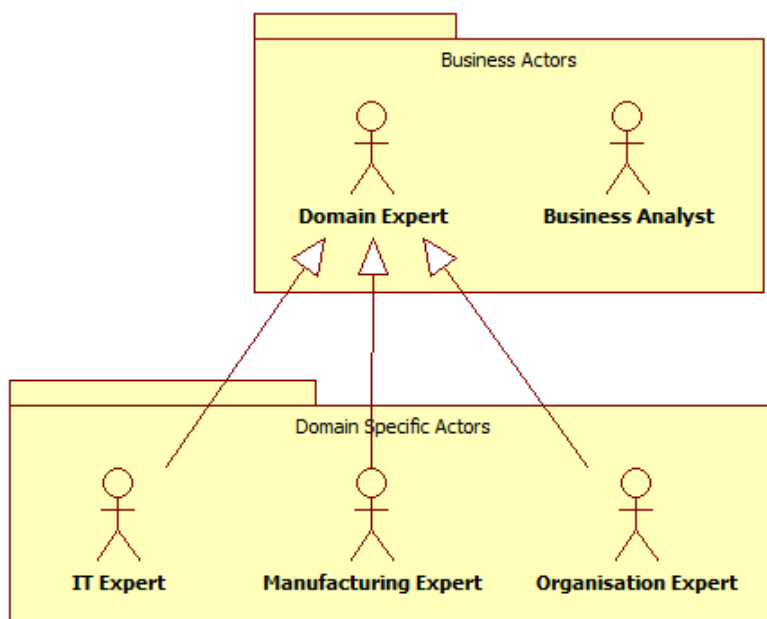 Business Actors
Domain Expert
Business Analyst
Domain Specific Actors
IT Expert
Manufacturing Expert
Organisation Expert